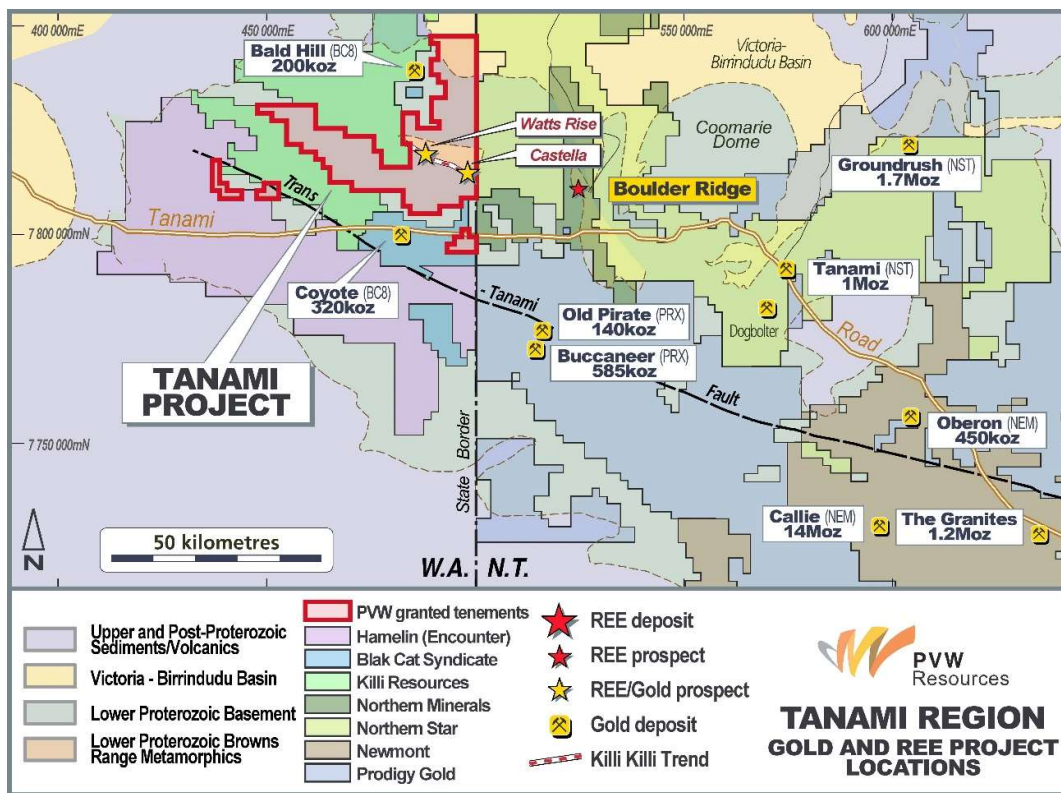 400 000mE
450 000mE
550 000mE
600 000mE
Bald Hill (BC8)
200koz
Victoria-
Birrindudu Basin
Watts Rise
Castella
Coomarie
Dome
Groundrush (NST)
1.7Moz
Boulder Ridge
Trans
Tanami
7 800 000mN
Coyote (BC8)
320koz
- Tanami
Tanami (NST)
1Moz
Old Pirate (PRX)
140koz
Dogbolter
Buccaneer (PRX)
585koz
Road
TANAMI
PROJECT
Fault
Oberon (NEM)
450koz
7 750 000mN
State Border
Callie (NEM)
14Moz
The Granites
1.2Moz
N
50 kilometres
W.A.
N.T.
Upper and Post-Proterozoic
Sediments/Volcanics
Victoria - Birrindudu Basin
Lower Proterozoic Basement
Lower Proterozoic Browns
Range Metamorphics
PVW granted tenements
Hamelin (Encounter)
Blak Cat Syndicate
Killi Resources
Northern Minerals
Northern Star
Newmont
Prodigy Gold
REE deposit
REE prospect
REE/Gold prospect
Gold deposit
Killi Killi Trend
PVW
Resources
TANAMI REGION
GOLD AND REE PROJECT
LOCATIONS